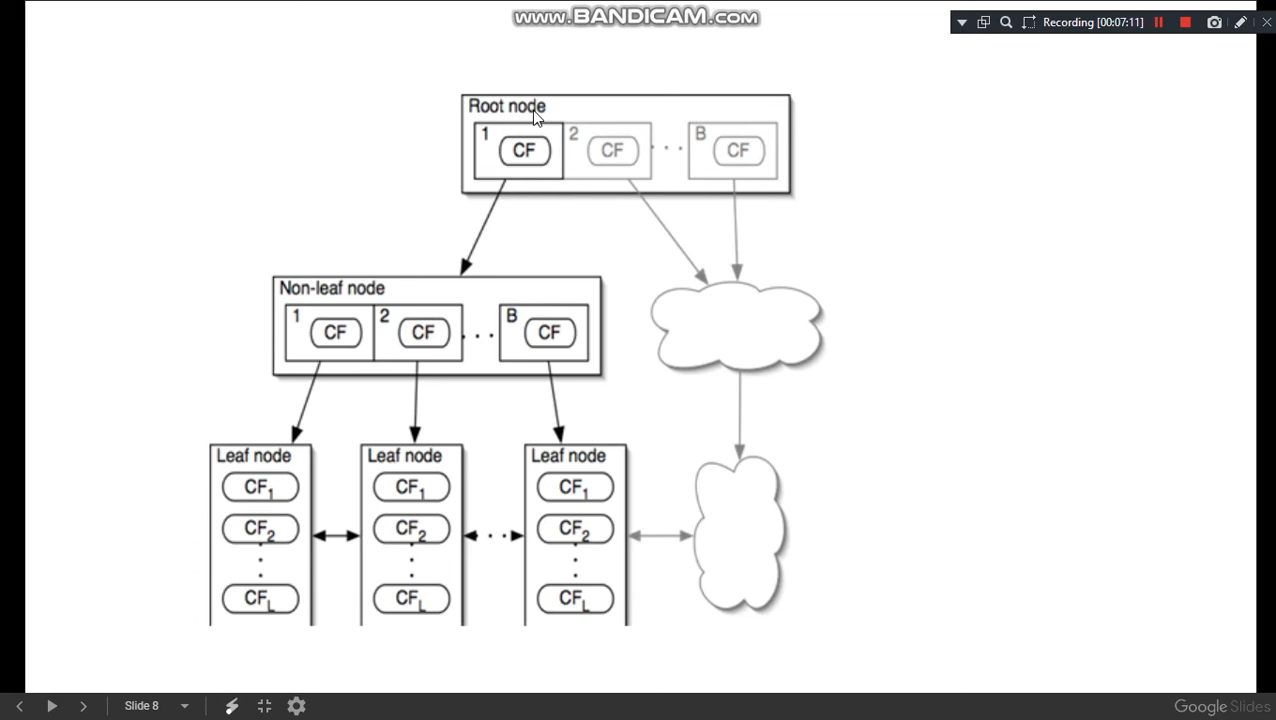 www.BANDICAM.com
Recording [00:07:11]
Root node
1 CF 2 CF ... B CF
Non-leaf node
1 CF 2 CF ... B CF
Leaf node Leaf node Leaf node
CF1 CF1 CF1
CF2 CF2 CF2
CFL CFL CFL
Slide 8
Google Slides